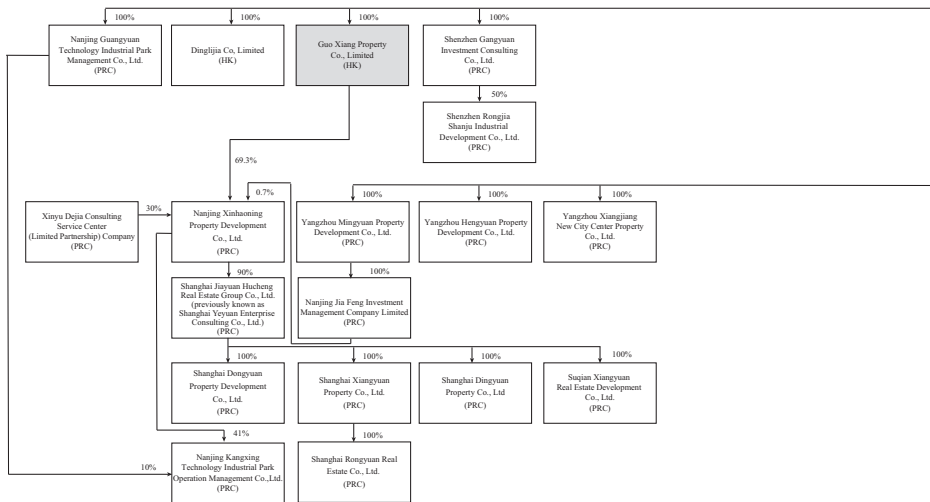 100%
100%
100%
100%
Nanjing Guangyuan
Technology Industrial Park
Management Co., Ltd.
(PRC)
Dinglijia Co, Limited
(HK)
Guo Xiang Property
Co., Limited
(HK)
Shenzhen Gangyuan
Investment Consulting
Co., Ltd.
(PRC)
50%
Shenzhen Rongjia
Shanju Industrial
Development Co., Ltd.
(PRC)
69.3%
0.7%
100%
100%
100%
30%
Xinyu Dejia Consulting
Service Center
(Limited Partnership) Company
(PRC)
Nanjing Xinhaoning
Property Development
Co., Ltd.
(PRC)
Yangzhou Mingyuan Property
Development Co., Ltd.
(PRC)
Yangzhou Hengyuan Property
Development Co., Ltd.
(PRC)
Yangzhou Xiangjiang
New City Center Property
Co., Ltd.
(PRC)
90%
100%
Shanghai Jiayuan Hucheng
Real Estate Group Co., Ltd.
(previously known as
Shanghai Yeyuan Enterprise
Consulting Co., Ltd.)
(PRC)
Nanjing Jia Feng Investment
Management Company Limited
(PRC)
100%
100%
100%
100%
Shanghai Dongyuan
Property Development
Co., Ltd.
(PRC)
Shanghai Xiangyuan
Property Co., Ltd.
(PRC)
Shanghai Dingyuan
Property Co., Ltd
(PRC)
Suqian Xiangyuan
Real Estate Development
Co., Ltd.
(PRC)
41%
100%
10%
Nanjing Kangxing
Technology Industrial Park
Operation Management Co.,Ltd.
(PRC)
Shanghai Rongyuan Real
Estate Co., Ltd.
(PRC)